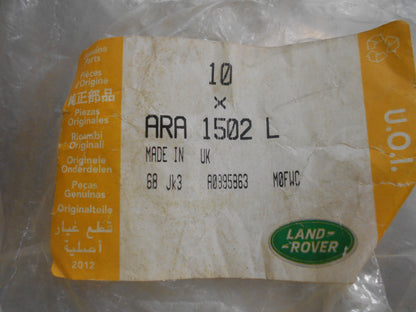 Genuine
Parts
Pièces
d'Origine
純正部品
Piezas
Originales
Ricambi
Originali
Originele
Onderdelen
Peças
Genuínas
Originalteile
قطع غيار
أصلية
2012
10
x
ARA 1502 L
MADE IN UK
6B Jk3 A0395863 M0FWC
LAND-
-ROVER
U.O.I.